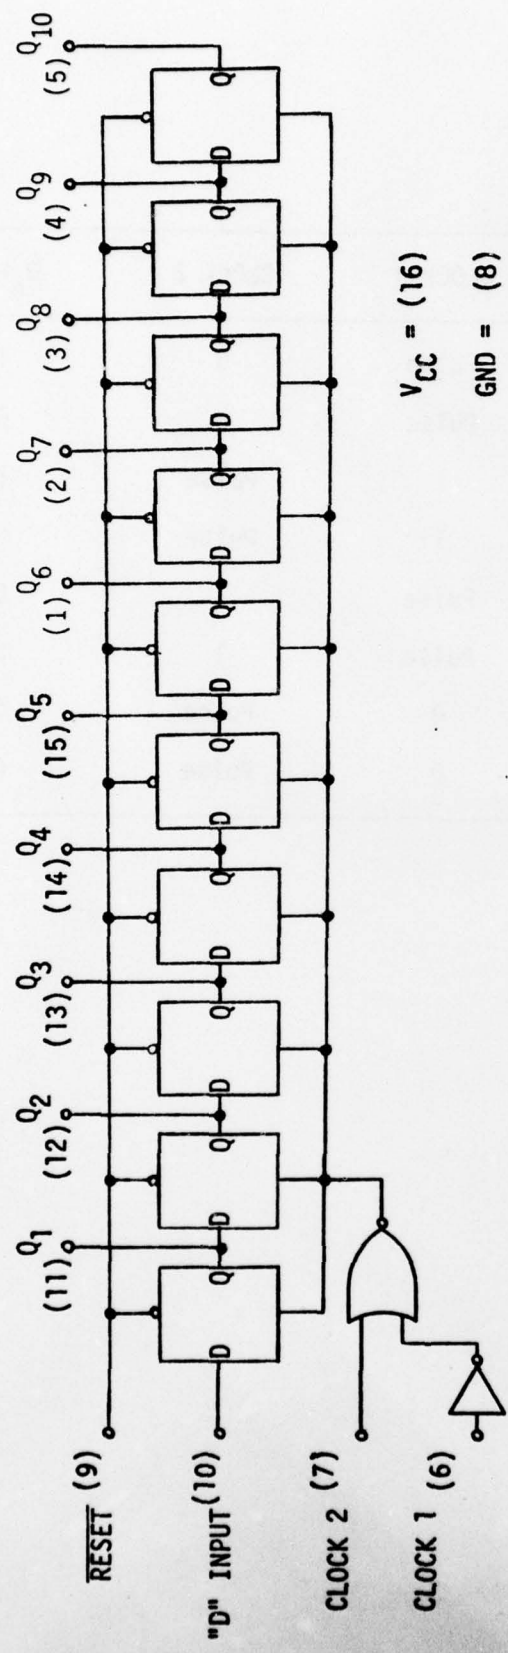 Q1 Q2 Q3 Q4 Q5 Q6 Q7 Q8 Q9 Q10
(11) (12) (13) (14) (15) (1) (2) (3) (4) (5)
RESET (9)
"D" INPUT (10)
D Q D Q D Q D Q D Q D Q D Q D Q D Q D Q
CLOCK 2 (7)
CLOCK 1 (6)
VCC = (16)
GND = (8)